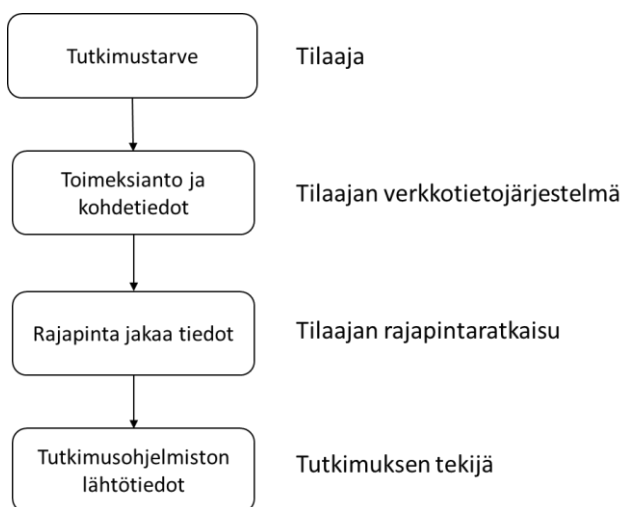 Tutkimustarve
Tilaaja
Toimeksianto ja
kohdetiedot
Tilaajan verkkotietojärjestelmä
Rajapinta jakaa tiedot
Tilaajan rajapintaratkaisu
Tutkimusohjelmiston
lähtötiedot
Tutkimuksen tekijä